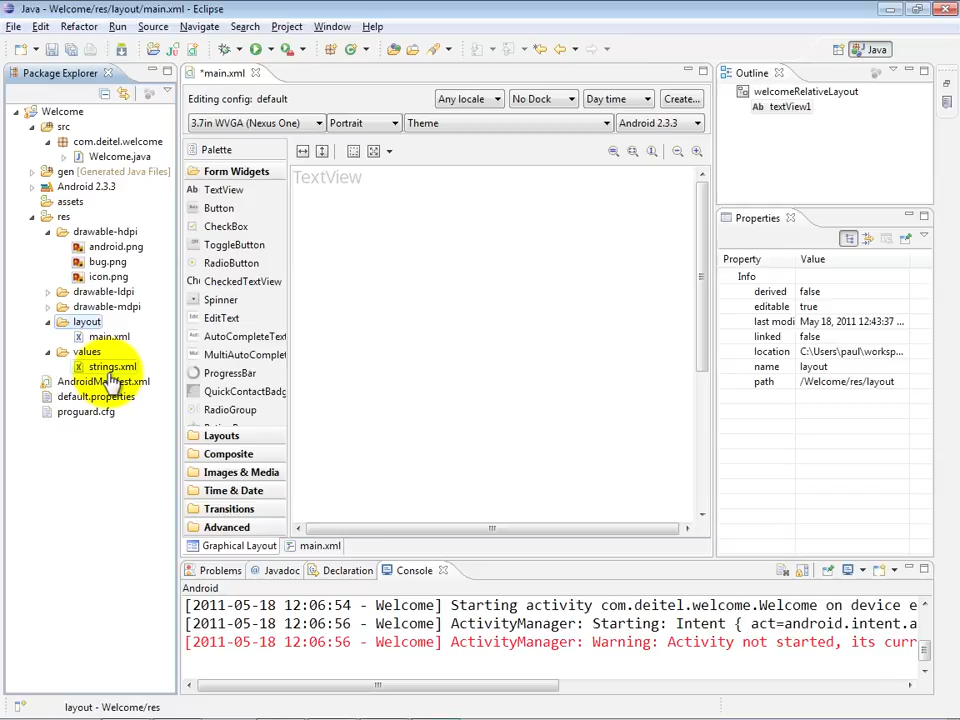 Java - Welcome/res/layout/main.xml - Eclipse
File Edit Refactor Run Source Navigate Search Project Window Help
Java
Package Explorer
*main.xml
Outline
Editing config: default
Any locale
No Dock
Day time
Create...
welcomeRelativeLayout
Ab textView1
Welcome
3.7in WVGA (Nexus One)
Portrait
Theme
Android 2.3.3
src
com.deitel.welcome
Welcome.java
gen [Generated Java Files]
Android 2.3.3
assets
res
drawable-hdpi
android.png
bug.png
icon.png
drawable-ldpi
drawable-mdpi
layout
main.xml
values
strings.xml
AndroidManifest.xml
default.properties
proguard.cfg
Palette
Form Widgets
Ab TextView
Button
CheckBox
ToggleButton
RadioButton
CheckedTextView
Spinner
EditText
AutoCompleteText
MultiAutoComplete
ProgressBar
QuickContactBadg
RadioGroup
Layouts
Composite
Images & Media
Time & Date
Transitions
Advanced
TextView
Graphical Layout
main.xml
Properties
Property Value
Info
derived false
editable true
last modi May 18, 2011 12:43:37 ...
linked false
location C:\Users\paul\worksp...
name layout
path /Welcome/res/layout
Problems
@ Javadoc
Declaration
Console
Android
[2011-05-18 12:06:54 - Welcome] Starting activity com.deitel.welcome.Welcome on device e
[2011-05-18 12:06:56 - Welcome] ActivityManager: Starting: Intent { act=android.intent.a
[2011-05-18 12:06:56 - Welcome] ActivityManager: Warning: Activity not started, its curr
layout - Welcome/res